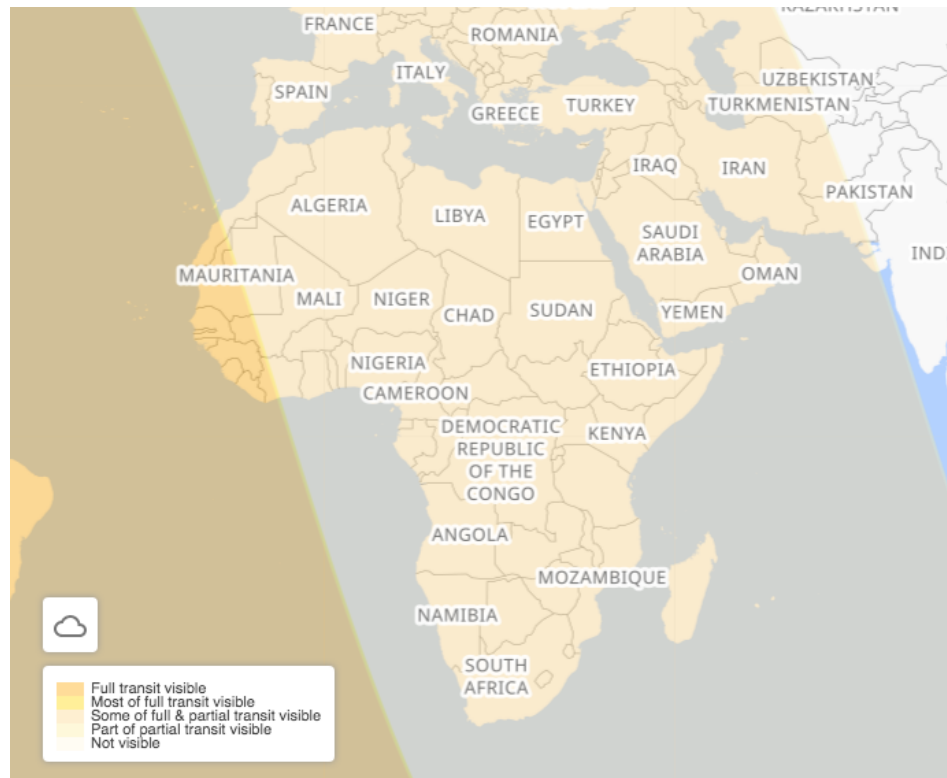 KAZAKHSTAN
FRANCE
ROMANIA
ITALY
UZBEKISTAN
SPAIN
TURKEY
TURKMENISTAN
GREECE
IRAQ
IRAN
PAKISTAN
ALGERIA
LIBYA
EGYPT
SAUDI
ARABIA
INDI
MAURITANIA
OMAN
MALI
NIGER
CHAD
SUDAN
YEMEN
NIGERIA
ETHIOPIA
CAMEROON
DEMOCRATIC
REPUBLIC
OF THE
CONGO
KENYA
ANGOLA
MOZAMBIQUE
NAMIBIA
SOUTH
AFRICA
Full transit visible
Most of full transit visible
Some of full & partial transit visible
Part of partial transit visible
Not visible